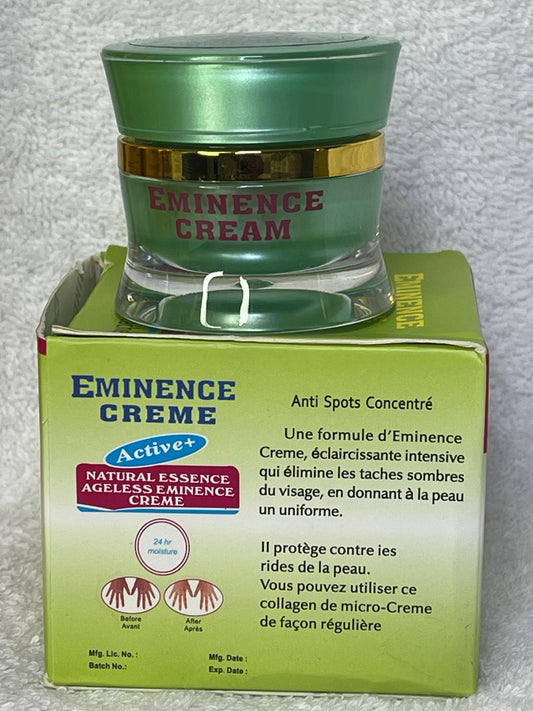 EMINENCE
CREAM
EMINENCE
EMINENCE
CREME
Active+
NATURAL ESSENCE
AGELESS EMINENCE
CREME
24 hr
moisture
Before
Avant
After
Après
Mfg. Lic. No. :
Batch No.:
Mfg. Date :
Exp. Date :
Anti Spots Concentré
Une formule d'Eminence
Creme, éclaircissante intensive
qui élimine les taches sombres
du visage, en donnant à la peau
un uniforme.
Il protège contre ies
rides de la peau.
Vous pouvez utiliser ce
collagen de micro-Creme
de façon régulière